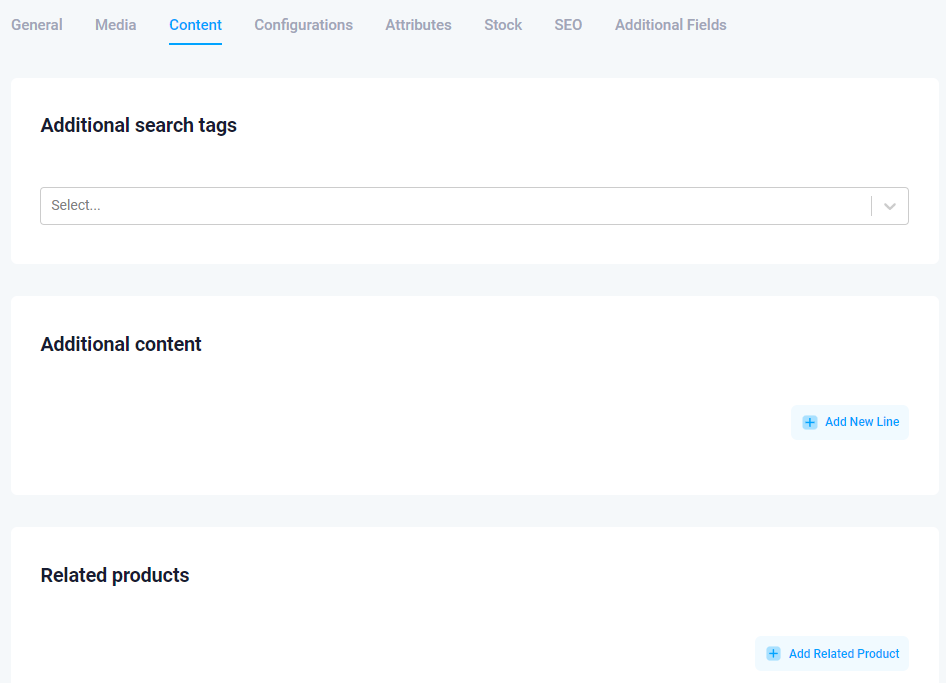 General Media Content Configurations Attributes Stock SEO Additional Fields
Additional search tags
Select...
Additional content
Add New Line
Related products
Add Related Product